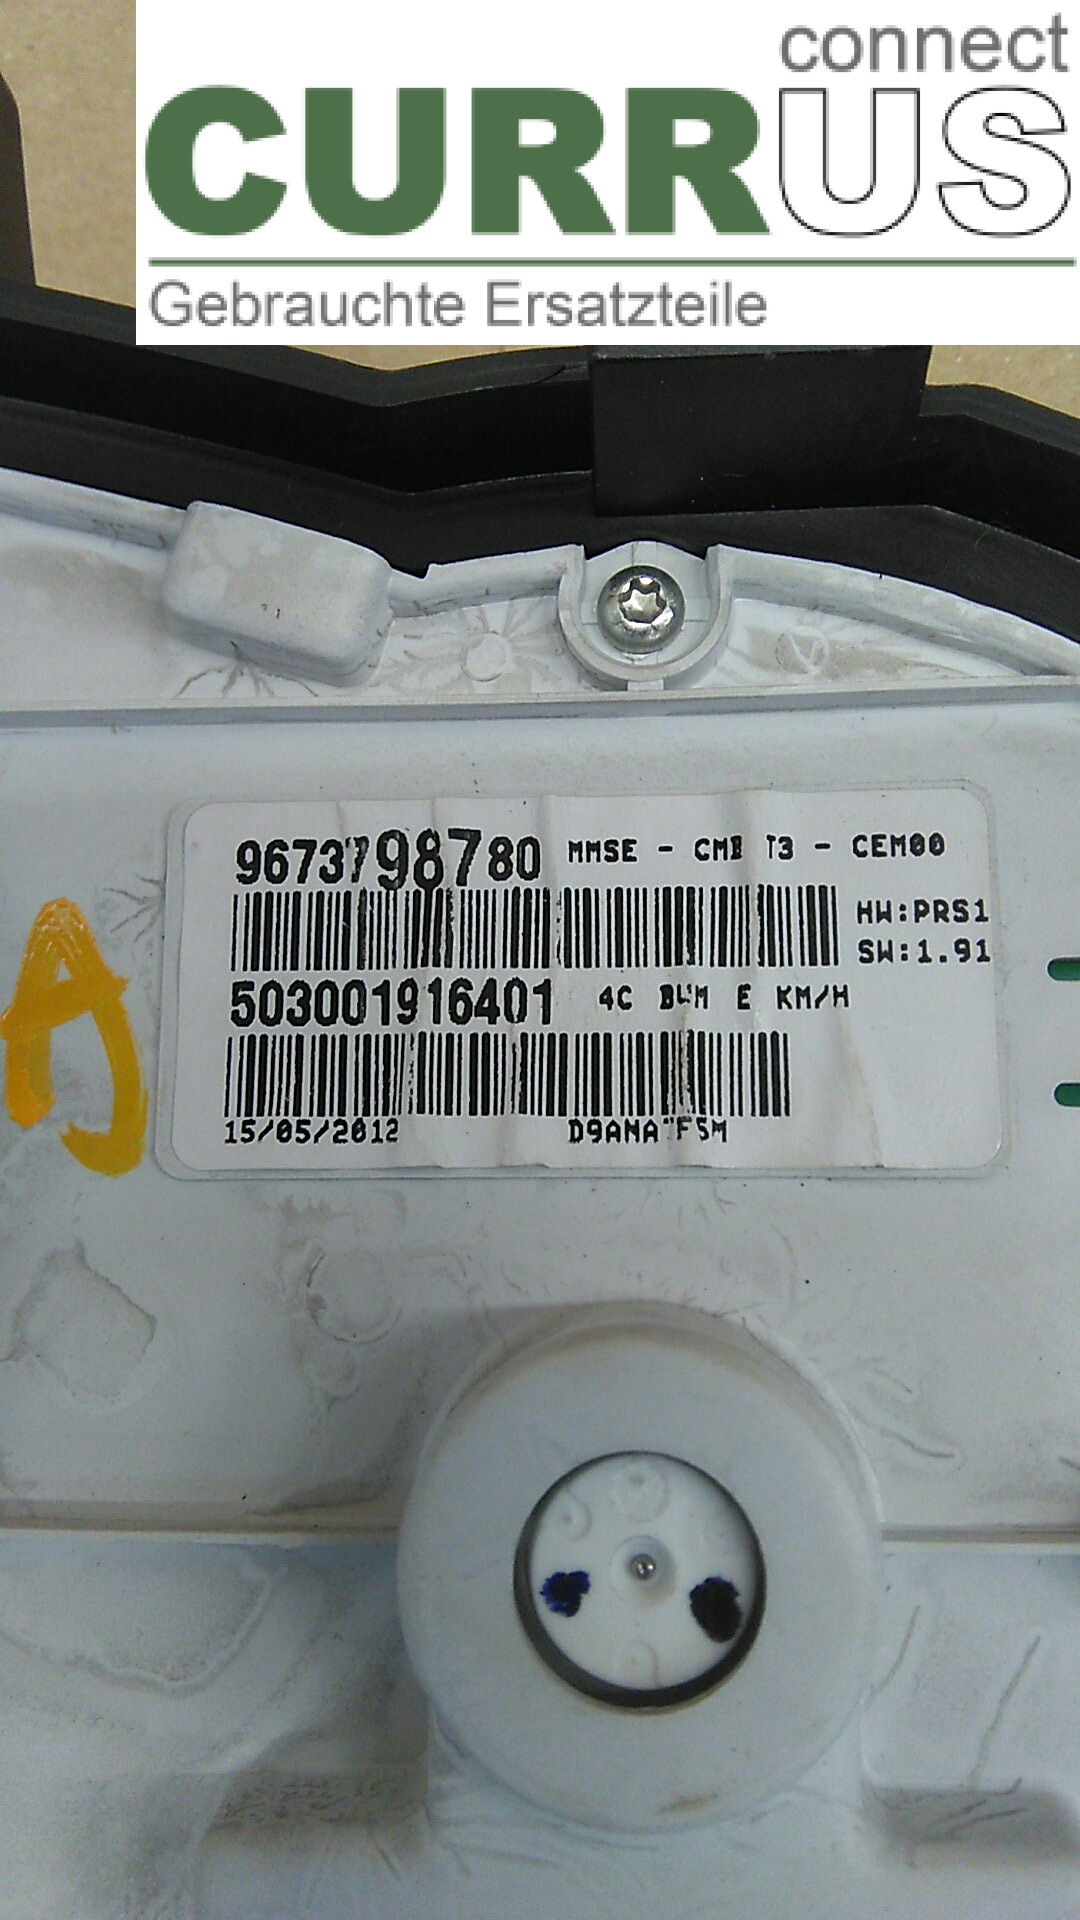 connect
CURRUS
Gebrauchte Ersatzteile
9673798780 MMSE - CMB T3 - CEM00
HW:PRS1
SW:1.91
503001916401 4C E KM/H
15/05/2012
A